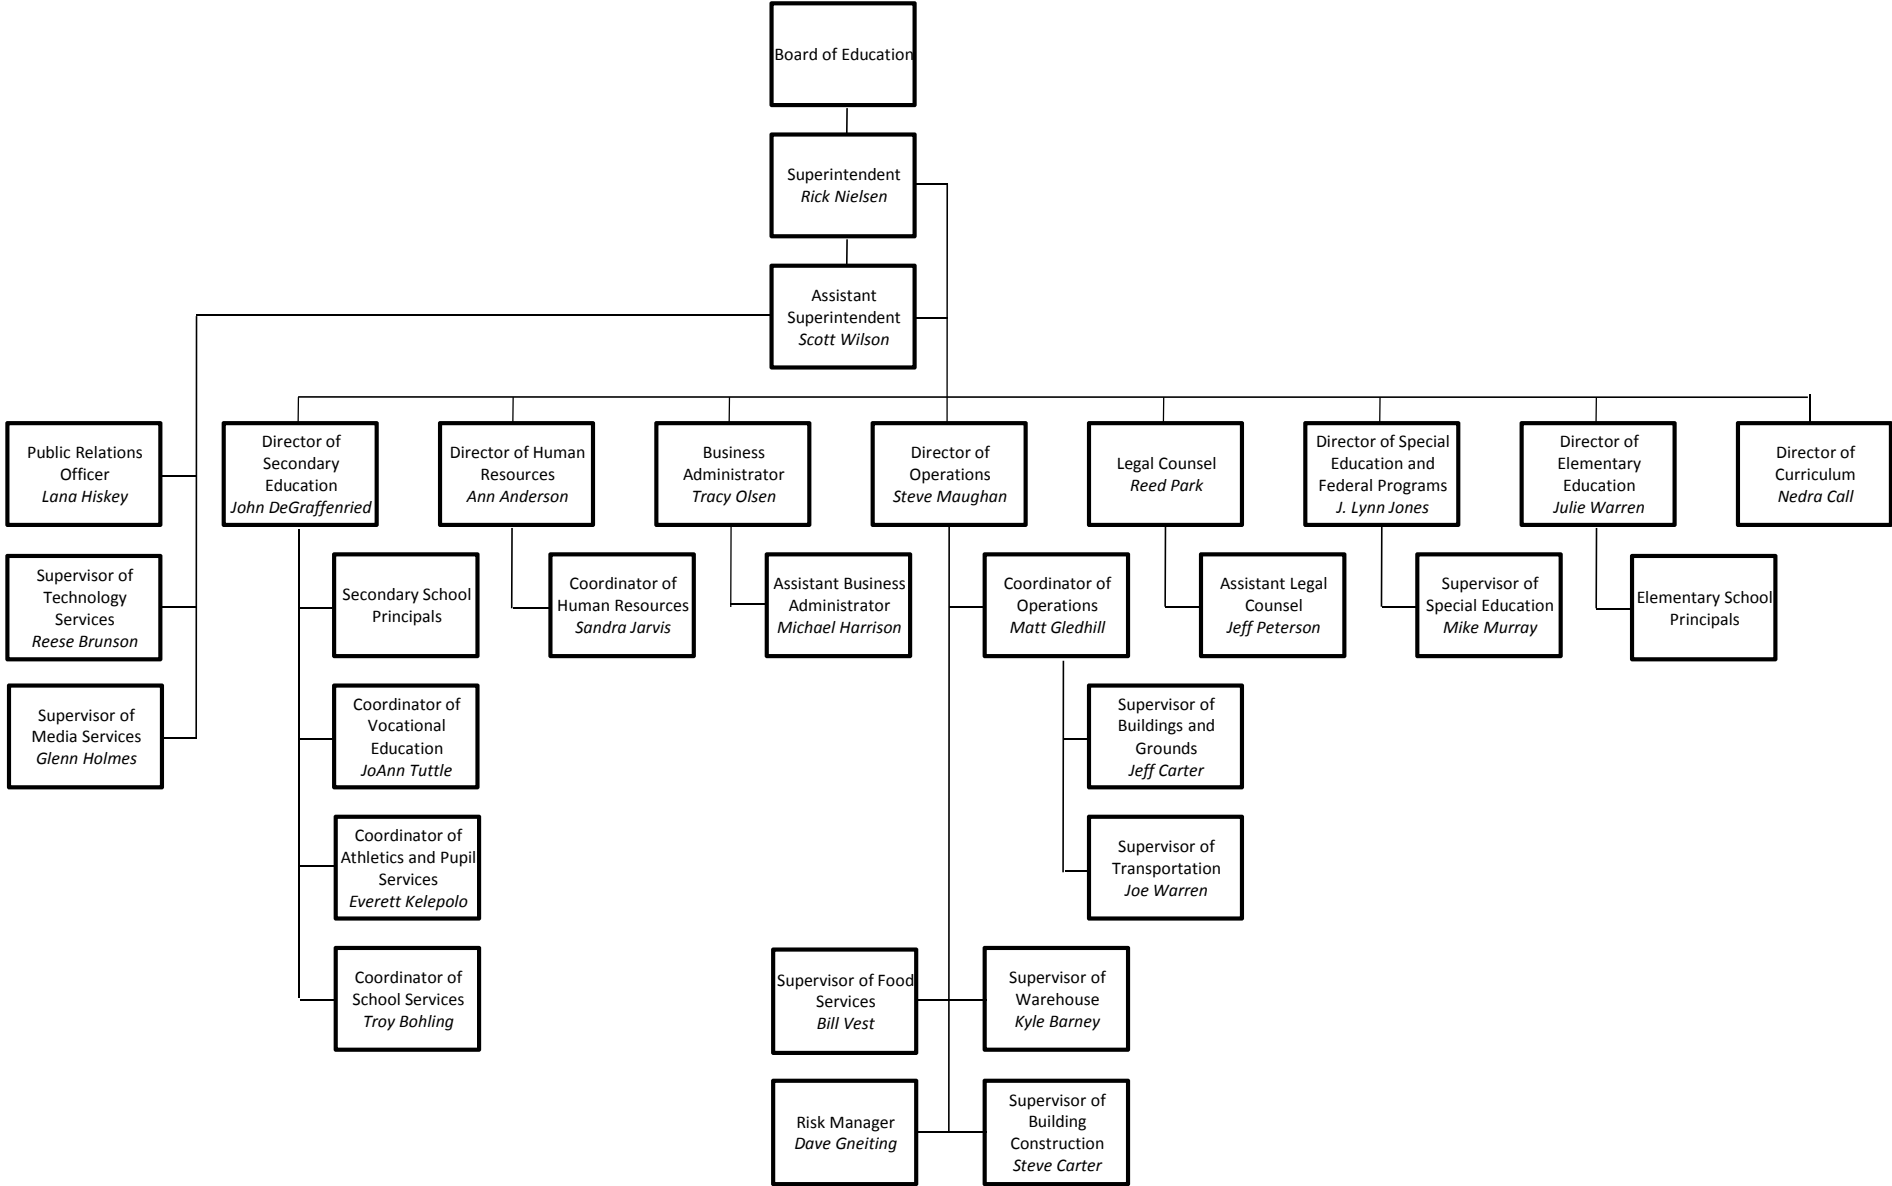 Board of Education
Superintendent
Rick Nielsen
Assistant
Superintendent
Scott Wilson
Public Relations
Officer
Lana Hiskey
Director of
Secondary
Education
John DeGraffenried
Director of Human
Resources
Ann Anderson
Business
Administrator
Tracy Olsen
Director of
Operations
Steve Maughan
Legal Counsel
Reed Park
Director of Special
Education and
Federal Programs
J. Lynn Jones
Director of
Elementary
Education
Julie Warren
Director of
Curriculum
Nedra Call
Supervisor of
Technology
Services
Reese Brunson
Secondary School
Principals
Coordinator of
Human Resources
Sandra Jarvis
Assistant Business
Administrator
Michael Harrison
Coordinator of
Operations
Matt Gledhill
Assistant Legal
Counsel
Jeff Peterson
Supervisor of
Special Education
Mike Murray
Elementary School
Principals
Supervisor of
Media Services
Glenn Holmes
Coordinator of
Vocational
Education
JoAnn Tuttle
Supervisor of
Buildings and
Grounds
Jeff Carter
Coordinator of
Athletics and Pupil
Services
Everett Kelepolo
Supervisor of
Transportation
Joe Warren
Coordinator of
School Services
Troy Bohling
Supervisor of Food
Services
Bill Vest
Supervisor of
Warehouse
Kyle Barney
Risk Manager
Dave Gneiting
Supervisor of
Building
Construction
Steve Carter